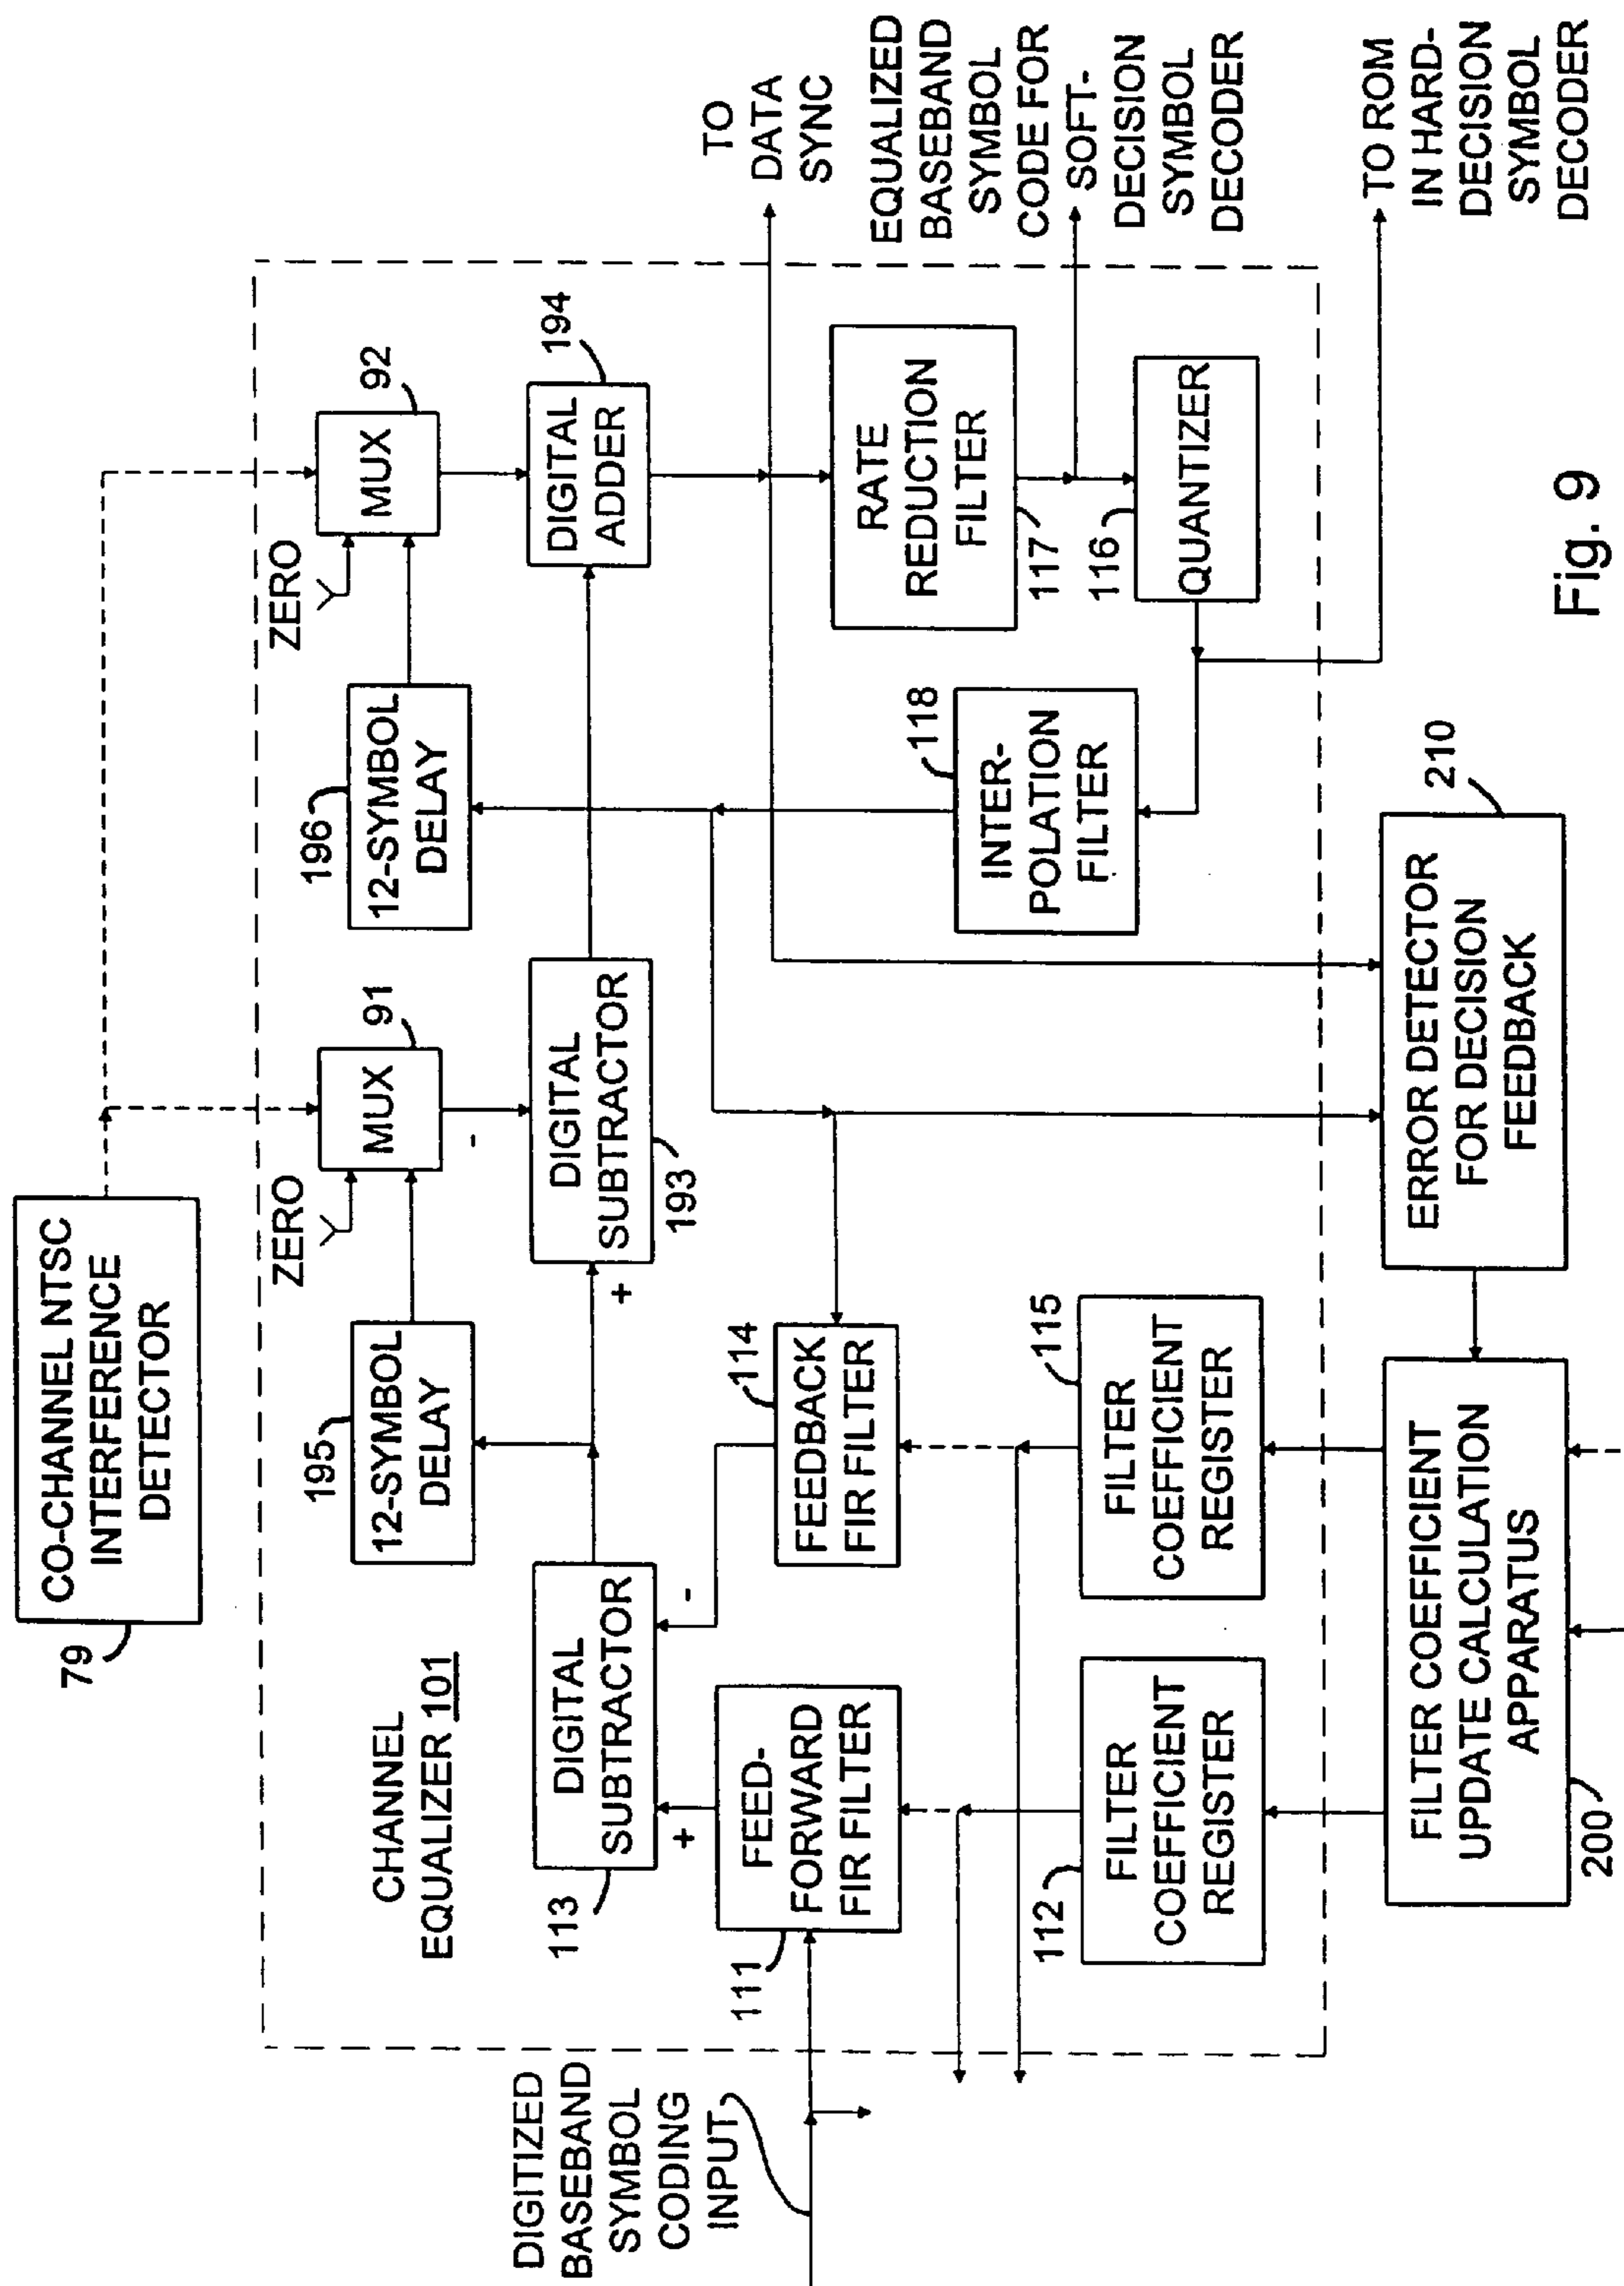 79
CO-CHANNEL NTSC
INTERFERENCE
DETECTOR
CHANNEL
EQUALIZER 101
195
12-SYMBOL
DELAY
ZERO
MUX
91
-
196
12-SYMBOL
DELAY
ZERO
MUX
92
113
DIGITAL
SUBTRACTOR
+
-
+
DIGITAL
SUBTRACTOR
193
DIGITAL
ADDER
194
TO
DATA
SYNC
DIGITIZED
BASEBAND
SYMBOL
CODING
INPUT
111
FEED-
FORWARD
FIR FILTER
114
FEEDBACK
FIR FILTER
RATE
REDUCTION
FILTER
117
EQUALIZED
BASEBAND
SYMBOL
CODE FOR
SOFT-
DECISION
SYMBOL
DECODER
118
INTER-
POLATION
FILTER
116
QUANTIZER
112
FILTER
COEFFICIENT
REGISTER
115
FILTER
COEFFICIENT
REGISTER
TO ROM
IN HARD-
DECISION
SYMBOL
DECODER
200
FILTER COEFFICIENT
UPDATE CALCULATION
APPARATUS
ERROR DETECTOR
FOR DECISION
FEEDBACK
210
Fig. 9